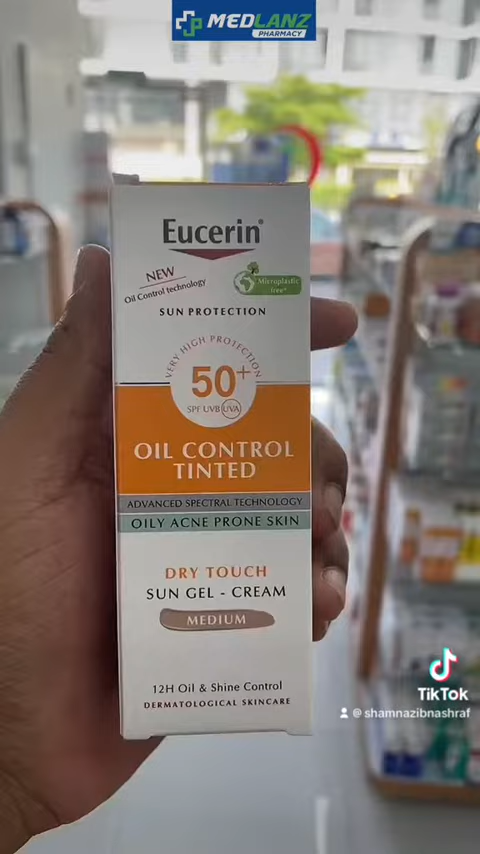 MEDLANZ
PHARMACY
Eucerin®
NEW
Oil Control technology
Microplastic
free*
SUN PROTECTION
VERY HIGH PROTECTION
50+
SPF UVB UVA
OIL CONTROL
TINTED
ADVANCED SPECTRAL TECHNOLOGY
OILY ACNE PRONE SKIN
DRY TOUCH
SUN GEL - CREAM
MEDIUM
12H Oil & Shine Control
DERMATOLOGICAL SKINCARE
TikTok
@ shamnazibnashraf